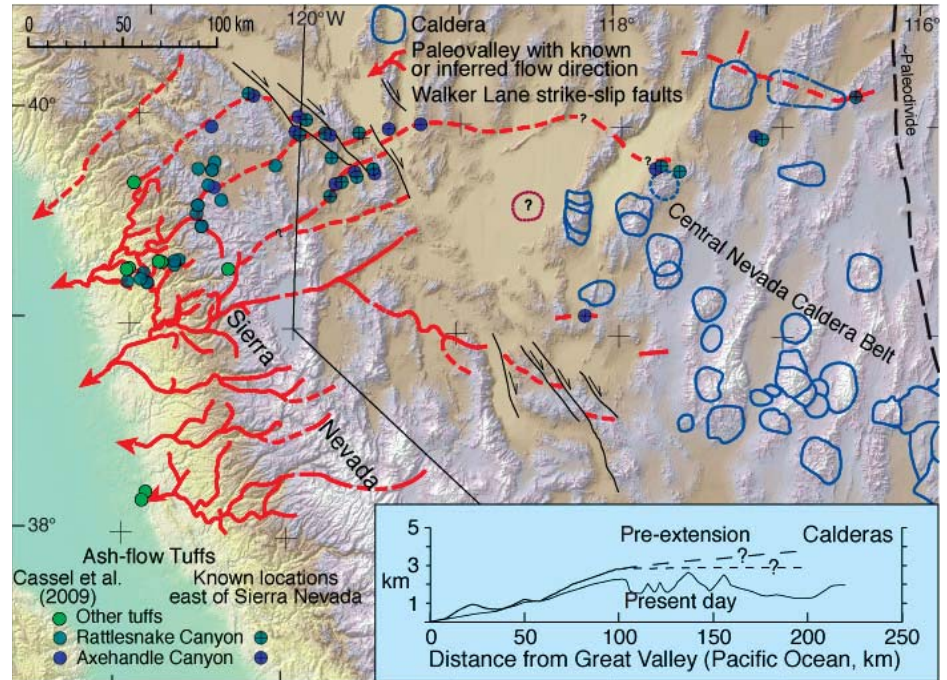 120°W
118°
116°
0 50 100 km
Caldera
Paleovalley with known
or inferred flow direction
Walker Lane strike-slip faults
~Paleodivide
40°
?
?
?
?
Central Nevada Caldera Belt
Sierra
Nevada
38°
Ash-flow Tuffs
Cassel et al.
(2009)
Known locations
east of Sierra Nevada
Other tuffs
Rattlesnake Canyon
Axehandle Canyon
5
km
3
1
Pre-extension
Calderas
?
?
Present day
0 50 100 150 200 250
Distance from Great Valley (Pacific Ocean, km)